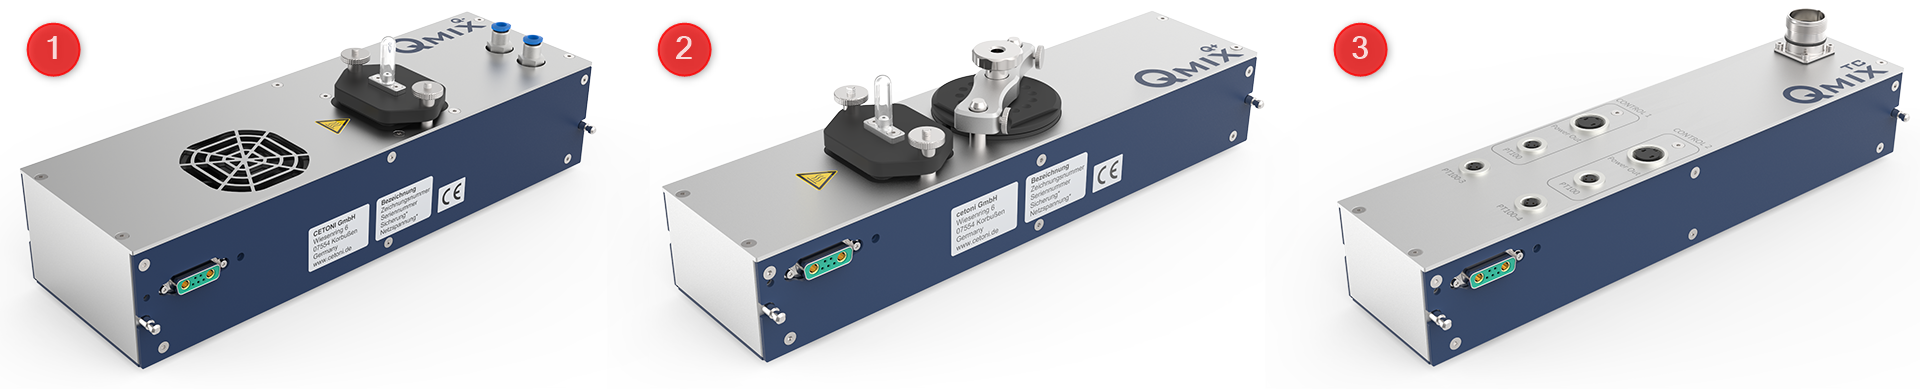 1
Q-
QMIX
CETONI GmbH
Wiesenring 6
07554 Korbußen
Germany
www.cetoni.de
Bezeichnung
Zeichnungsnummer
Seriennummer
Sicherung*
Netzspannung*
CE
2
Q+
QMIX
cetoni GmbH
Wiesenring 6
07554 Korbußen
Germany
www.cetoni.de
Bezeichnung
Zeichnungsnummer
Seriennummer
Sicherung*
Netzspannung*
CE
3
TC
QMIX
CONTROL 1
Power Out
PT100
PT100-3
CONTROL 2
Power Out
PT100